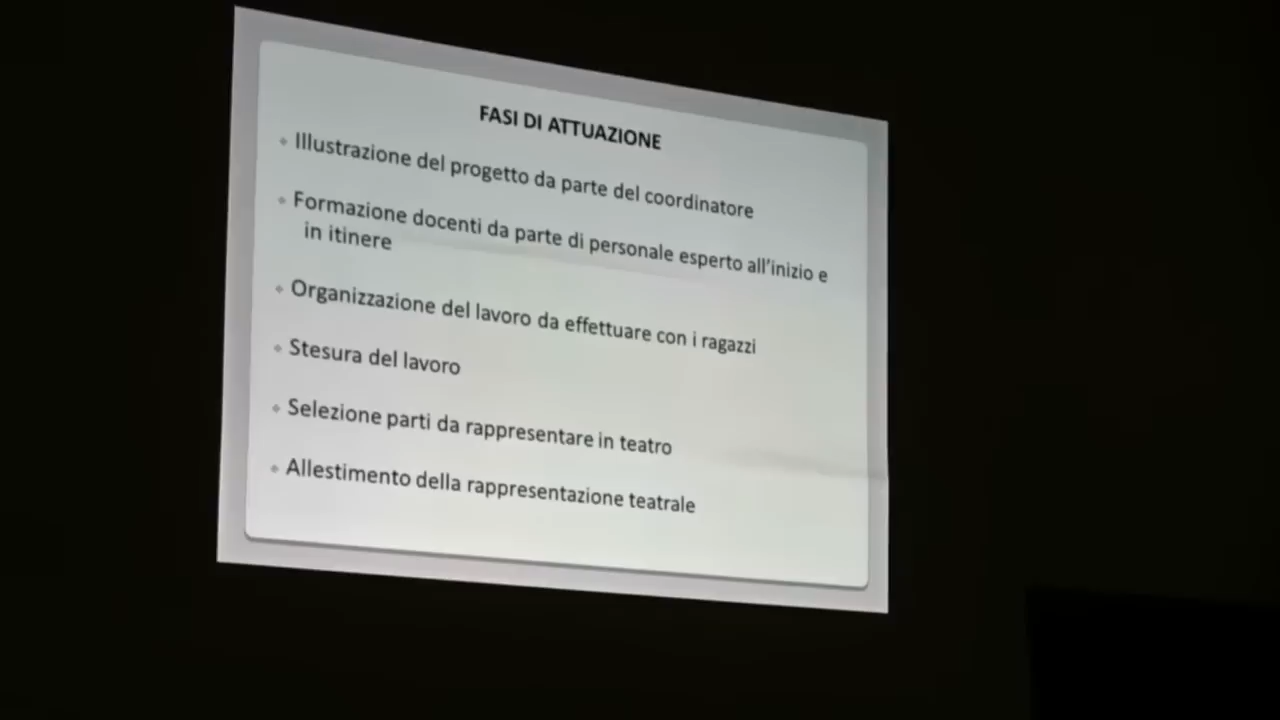 FASI DI ATTUAZIONE
Illustrazione del progetto da parte del coordinatore
Formazione docenti da parte di personale esperto all'inizio e
in itinere
Organizzazione del lavoro da effettuare con i ragazzi
Stesura del lavoro
Selezione parti da rappresentare in teatro
Allestimento della rappresentazione teatrale